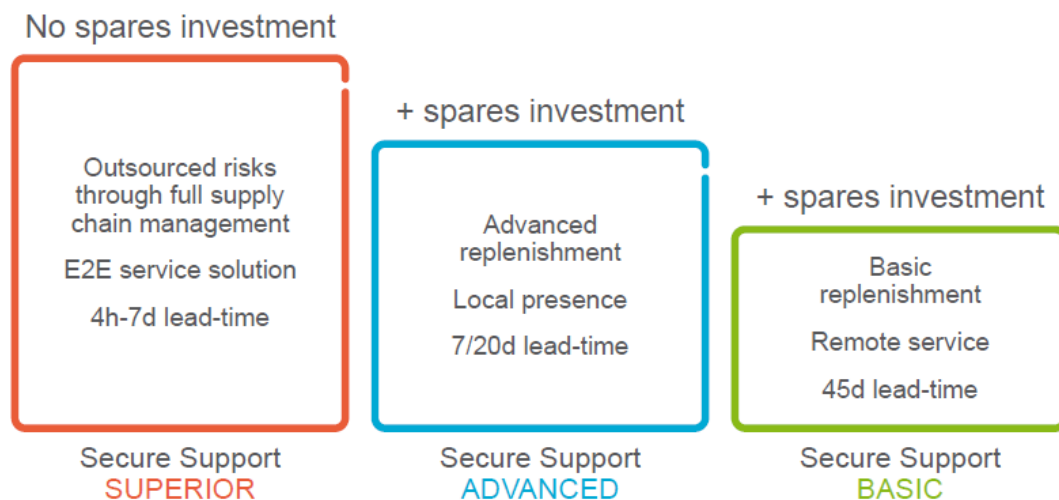 No spares investment
Outsourced risks
through full supply
chain management
E2E service solution
4h-7d lead-time
Secure Support
SUPERIOR
+ spares investment
Advanced
replenishment
Local presence
7/20d lead-time
Secure Support
ADVANCED
+ spares investment
Basic
replenishment
Remote service
45d lead-time
Secure Support
BASIC